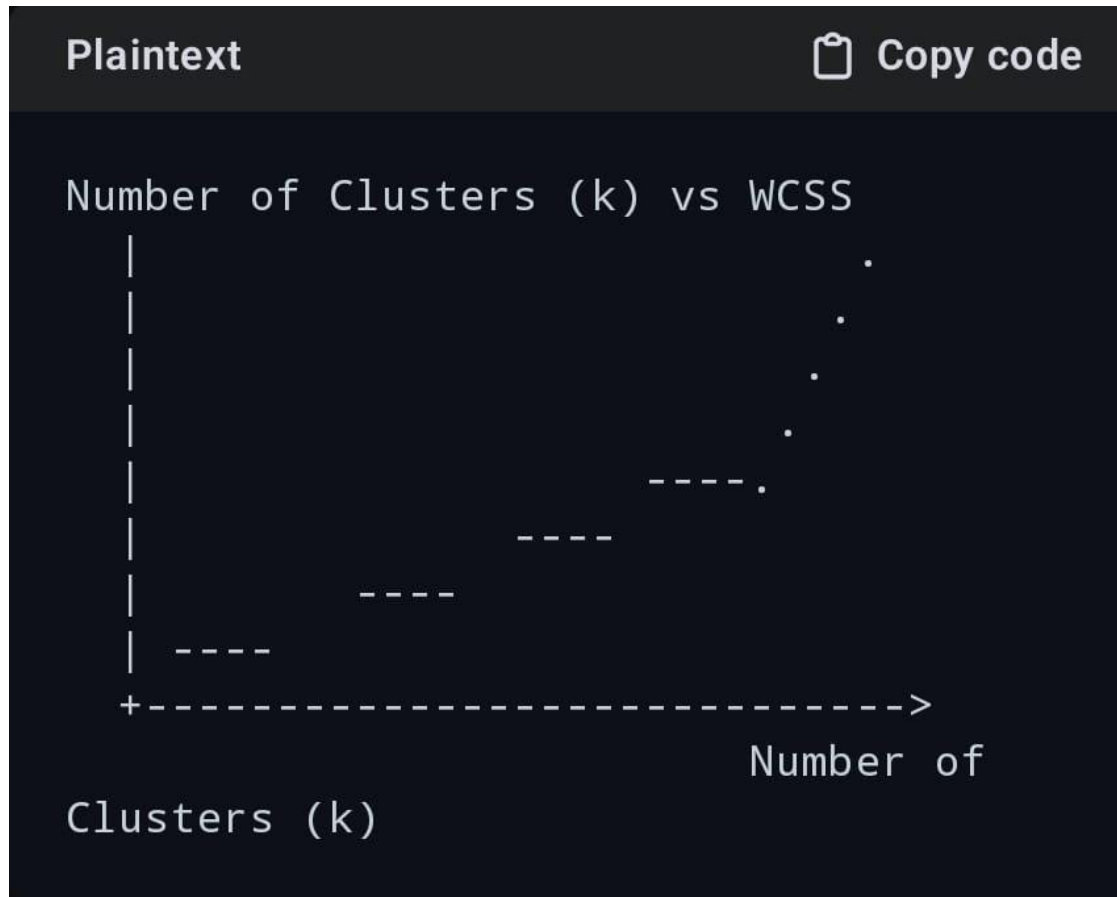 Plaintext
Copy code
Number of Clusters (k) vs WCSS
|                            .
|                           .
|                          .
|                         .
|                    ----.
|               ----
|         ----
|  ----
+----------------------------->
Number of
Clusters (k)